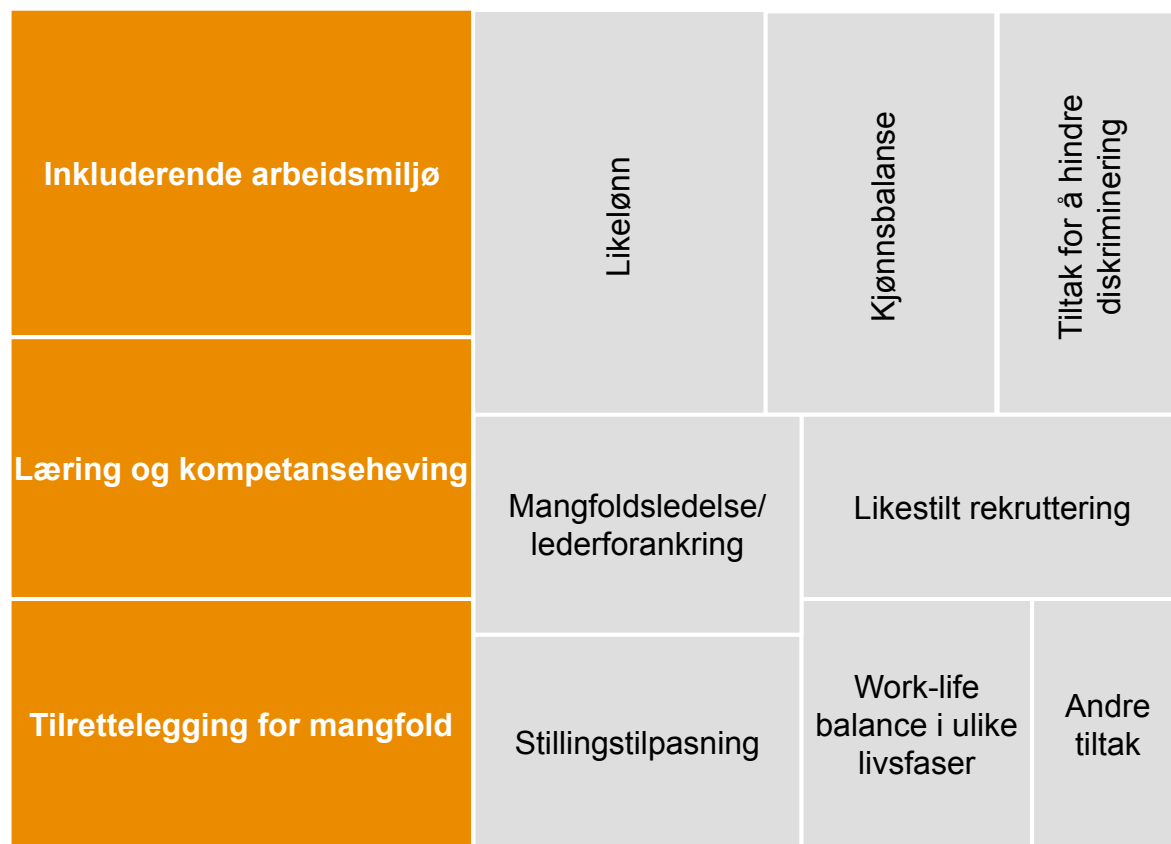 Inkluderende arbeidsmiljø
Læring og kompetanseheving
Tilrettelegging for mangfold
Likelønn
Kjønnsbalanse
Tiltak for å hindre
diskriminering
Mangfoldsledelse/
lederforankring
Likestilt rekruttering
Stillingstilpasning
Work-life
balance i ulike
livsfaser
Andre
tiltak